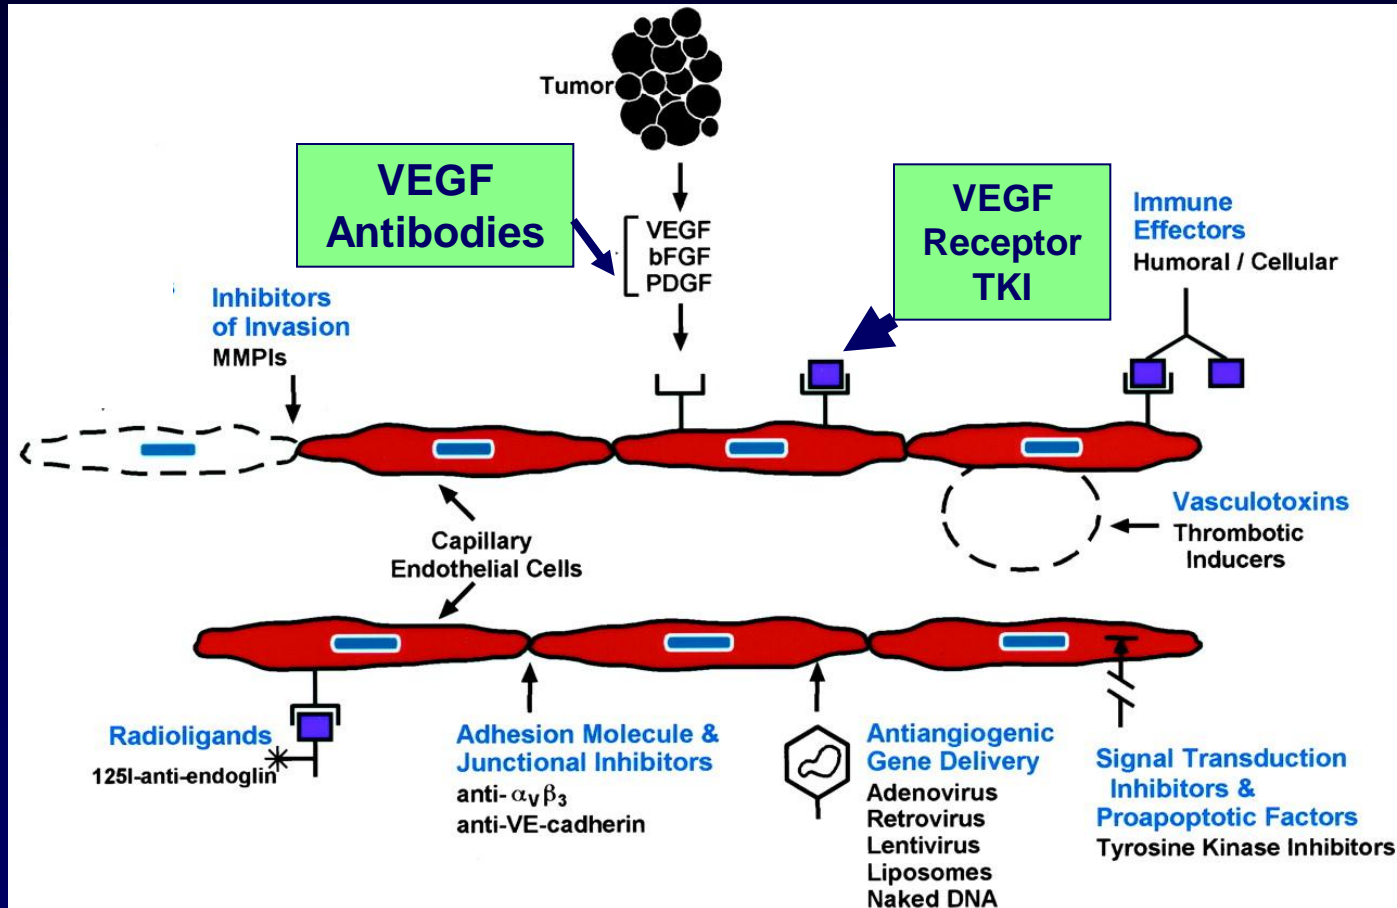 Tumor
VEGF
Antibodies
VEGF
bFGF
PDGF
VEGF
Receptor
TKI
Immune
Effectors
Humoral / Cellular
Inhibitors
of Invasion
MMPIs
Capillary
Endothelial Cells
Vasculotoxins
Thrombotic
Inducers
Radioligands
125I-anti-endoglin
Adhesion Molecule &
Junctional Inhibitors
anti-αVβ3
anti-VE-cadherin
Antiangiogenic
Gene Delivery
Adenovirus
Retrovirus
Lentivirus
Liposomes
Naked DNA
Signal Transduction
Inhibitors &
Proapoptotic Factors
Tyrosine Kinase Inhibitors